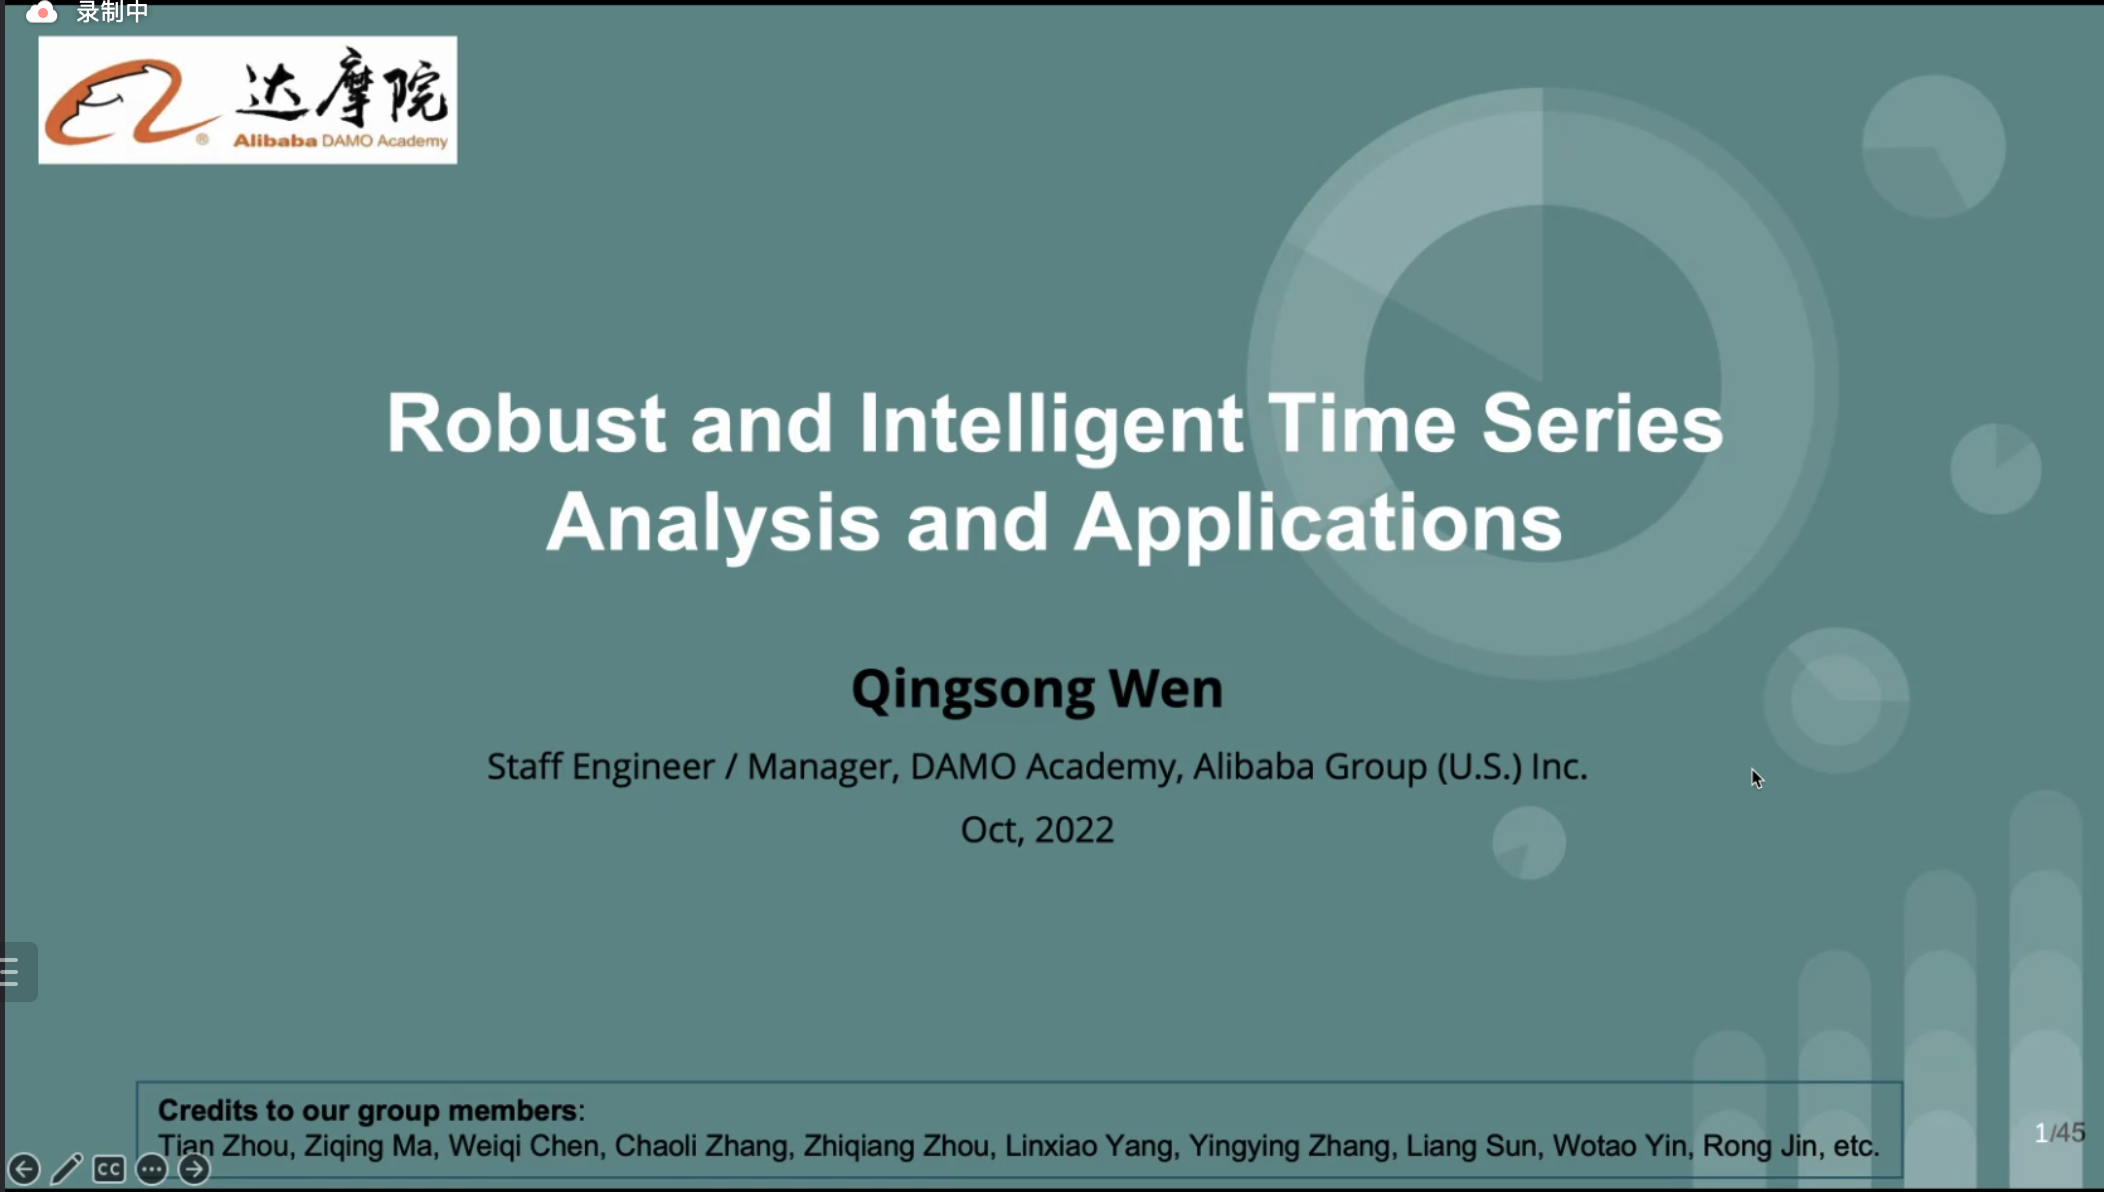 录制中
达摩院
Alibaba DAMO Academy
Robust and Intelligent Time Series
Analysis and Applications
Qingsong Wen
Staff Engineer / Manager, DAMO Academy, Alibaba Group (U.S.) Inc.
Oct, 2022
Credits to our group members:
Tian Zhou, Ziqing Ma, Weiqi Chen, Chaoli Zhang, Zhiqiang Zhou, Linxiao Yang, Yingying Zhang, Liang Sun, Wotao Yin, Rong Jin, etc.
1/45
CC